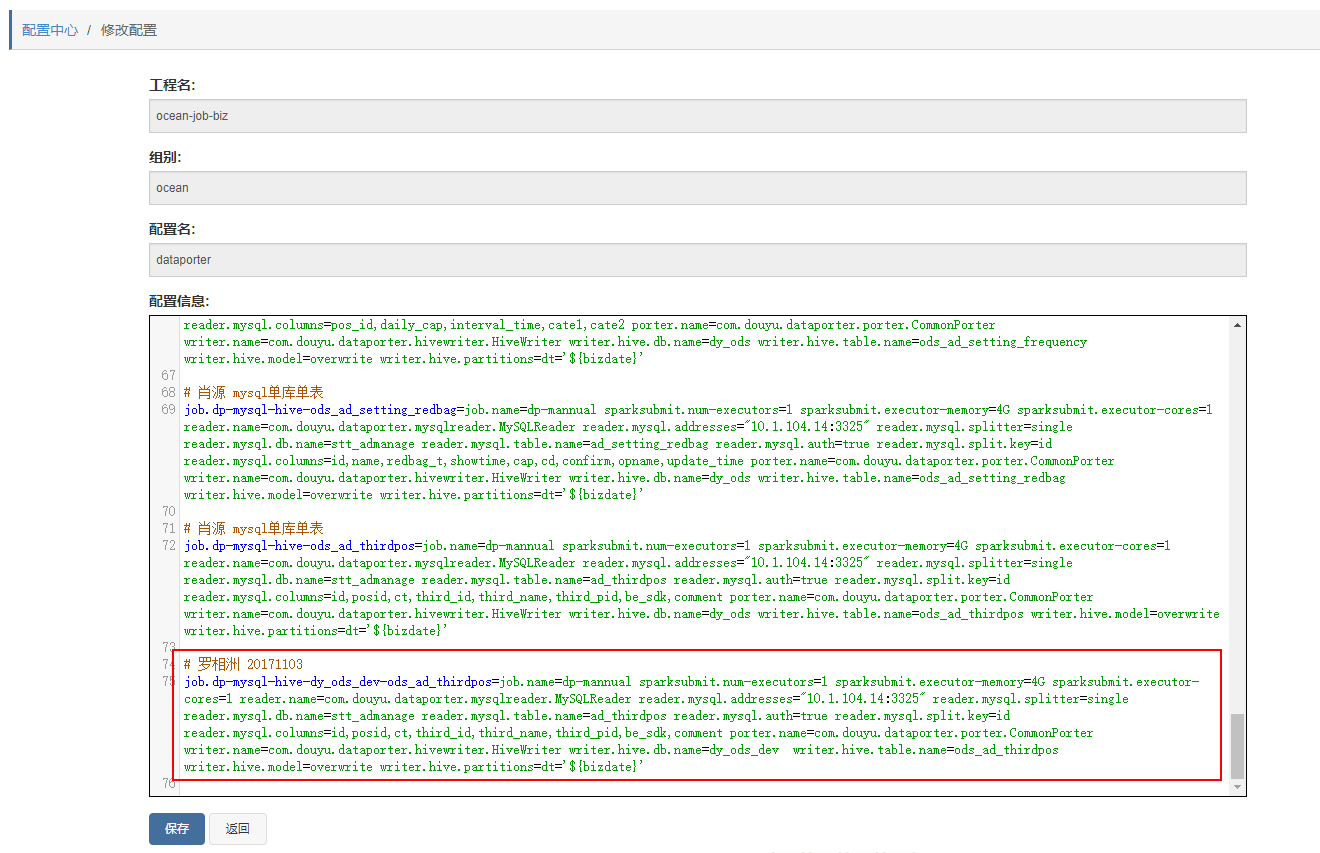 配置中心 / 修改配置
工程名:
ocean-job-biz
组别:
ocean
配置名:
dataporter
配置信息:
reader.mysql.columns=pos_id,daily_cap,interval_time,cate1,cate2 porter.name=com.douyu.dataporter.porter.CommonPorter
writer.name=com.douyu.dataporter.hivewriter.HiveWriter writer.hive.db.name=dy_ods writer.hive.table.name=ods_ad_setting_frequency
writer.hive.model=overwrite writer.hive.partitions=dt='${bizdate}'
67
68 # 肖源 mysql单库单表
69 job.dp-mysql-hive-ods_ad_setting_redbag=job.name=dp-mannual sparksubmit.num-executors=1 sparksubmit.executor-memory=4G sparksubmit.executor-cores=1
reader.name=com.douyu.dataporter.mysqlreader.MySQLReader reader.mysql.addresses="10.1.104.14:3325" reader.mysql.splitter=single
reader.mysql.db.name=stt_admanage reader.mysql.table.name=ad_setting_redbag reader.mysql.auth=true reader.mysql.split.key=id
reader.mysql.columns=id,name,redbag_t,showtime,cap,cd,confirm,opname,update_time porter.name=com.douyu.dataporter.porter.CommonPorter
writer.name=com.douyu.dataporter.hivewriter.HiveWriter writer.hive.db.name=dy_ods writer.hive.table.name=ods_ad_setting_redbag
writer.hive.model=overwrite writer.hive.partitions=dt='${bizdate}'
70
71 # 肖源 mysql单库单表
72 job.dp-mysql-hive-ods_ad_thirdpos=job.name=dp-mannual sparksubmit.num-executors=1 sparksubmit.executor-memory=4G sparksubmit.executor-cores=1
reader.name=com.douyu.dataporter.mysqlreader.MySQLReader reader.mysql.addresses="10.1.104.14:3325" reader.mysql.splitter=single
reader.mysql.db.name=stt_admanage reader.mysql.table.name=ad_thirdpos reader.mysql.auth=true reader.mysql.split.key=id
reader.mysql.columns=id,posid,ct,third_id,third_name,third_pid,be_sdk,comment porter.name=com.douyu.dataporter.porter.CommonPorter
writer.name=com.douyu.dataporter.hivewriter.HiveWriter writer.hive.db.name=dy_ods writer.hive.table.name=ods_ad_thirdpos writer.hive.model=overwrite
writer.hive.partitions=dt='${bizdate}'
73
74 # 罗相洲 20171103
75 job.dp-mysql-hive-dy_ods_dev-ods_ad_thirdpos=job.name=dp-mannual sparksubmit.num-executors=1 sparksubmit.executor-memory=4G sparksubmit.executor-
cores=1 reader.name=com.douyu.dataporter.mysqlreader.MySQLReader reader.mysql.addresses="10.1.104.14:3325" reader.mysql.splitter=single
reader.mysql.db.name=stt_admanage reader.mysql.table.name=ad_thirdpos reader.mysql.auth=true reader.mysql.split.key=id
reader.mysql.columns=id,posid,ct,third_id,third_name,third_pid,be_sdk,comment porter.name=com.douyu.dataporter.porter.CommonPorter
writer.name=com.douyu.dataporter.hivewriter.HiveWriter writer.hive.db.name=dy_ods_dev  writer.hive.table.name=ods_ad_thirdpos
writer.hive.model=overwrite writer.hive.partitions=dt='${bizdate}'
76
保存 返回